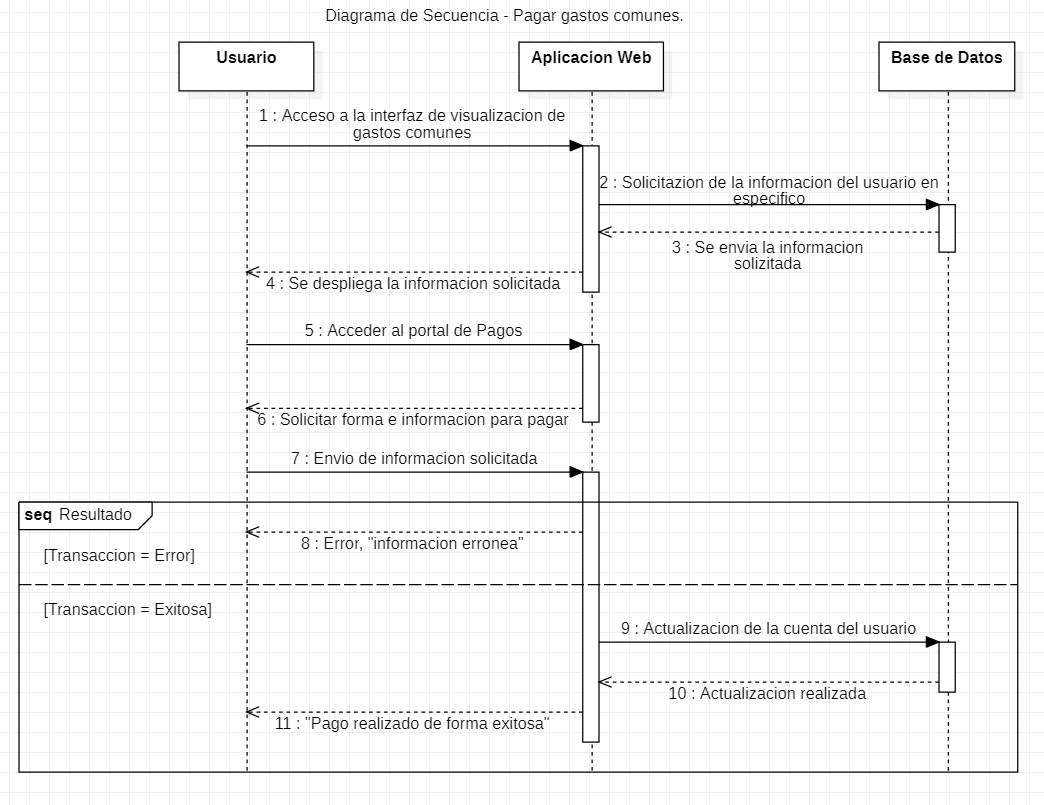 Diagrama de Secuencia - Pagar gastos comunes.
Usuario
Aplicacion Web
Base de Datos
1 : Acceso a la interfaz de visualizacion de
gastos comunes
2 : Solicitazion de la informacion del usuario en
especifico
3 : Se envia la informacion
solizitada
4 : Se despliega la informacion solicitada
5 : Acceder al portal de Pagos
6 : Solicitar forma e informacion para pagar
7 : Envio de informacion solicitada
seq Resultado
8 : Error, "informacion erronea"
[Transaccion = Error]
[Transaccion = Exitosa]
9 : Actualizacion de la cuenta del usuario
10 : Actualizacion realizada
11 : "Pago realizado de forma exitosa"